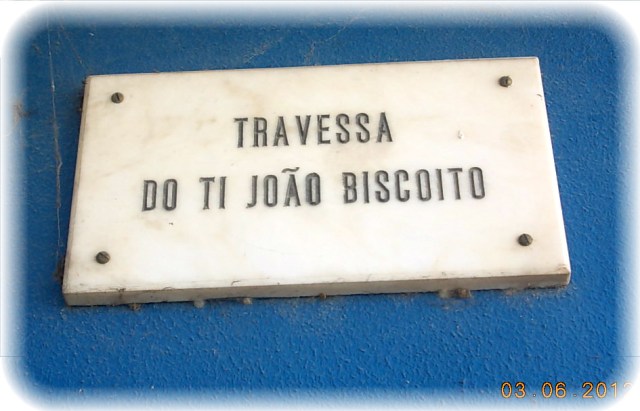 TRAVESSA
DO TI JOÃO BISCOITO
03.06.201